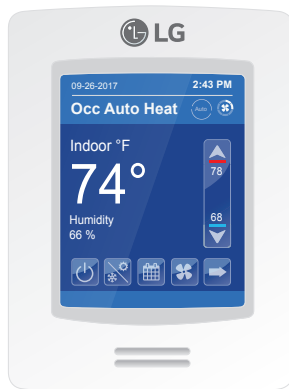 LG
09-26-2017 2:43 PM
Occ Auto Heat Auto
Indoor °F
74°
78
Humidity
66 %
68